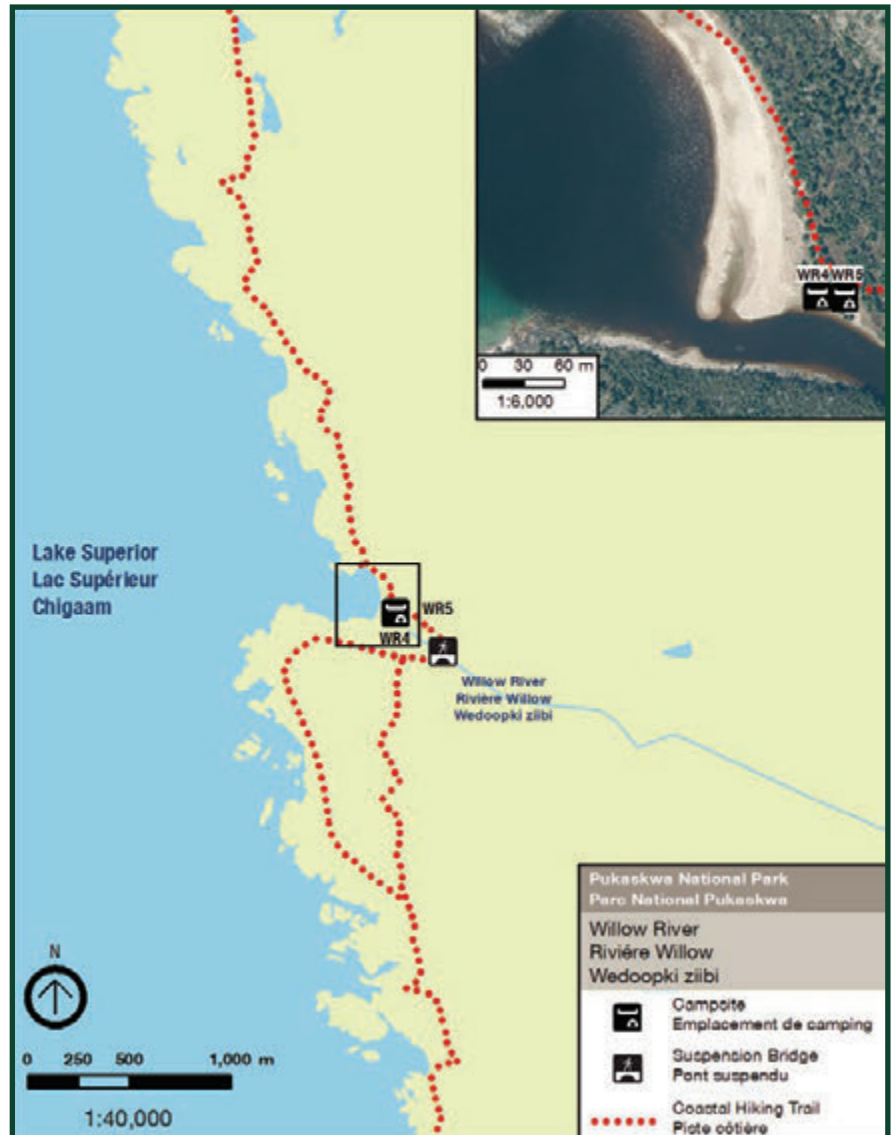 WR4 WR5
0 30 60 m
1:6,000
Lake Superior
Lac Supérieur
Chigaam
WR5
WR4
Willow River
Rivière Willow
Wedoopki ziibi
N
0 250 500 1,000 m
1:40,000
Pukaskwa National Park
Parc National Pukaskwa
Willow River
Riviére Willow
Wedoopki ziibi
Campsite
Emplacement de camping
Suspension Bridge
Pont suspendu
Coastal Hiking Trail
Piste côtière